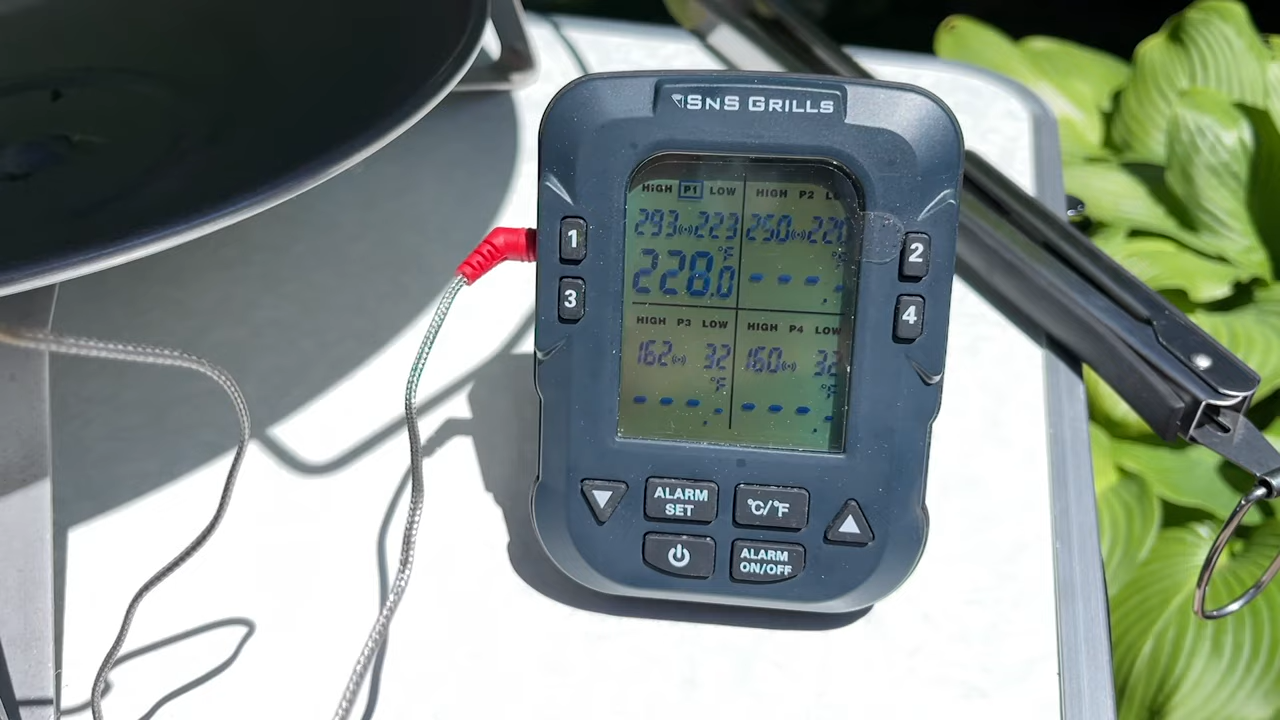 SNS GRILLS
HIGH P1 LOW
293 223
°F
228.0
HIGH P2
250
°F
- - - .
HIGH P3 LOW
162 32
°F
- - - .
HIGH P4 LOW
160 32
°F
- - - .
1
3
2
4
ALARM
SET
°C/°F
ALARM
ON/OFF